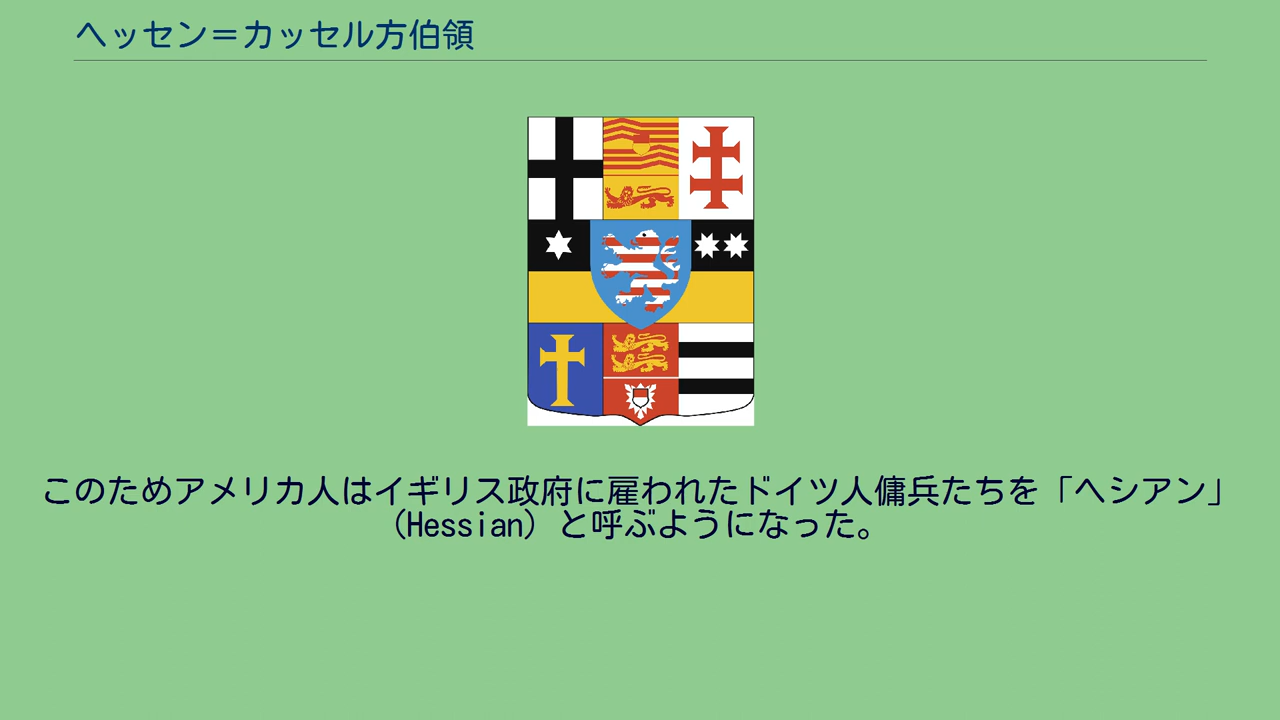 ヘッセン＝カッセル方伯領
このためアメリカ人はイギリス政府に雇われたドイツ人傭兵たちを「ヘシアン」
（Hessian）と呼ぶようになった。